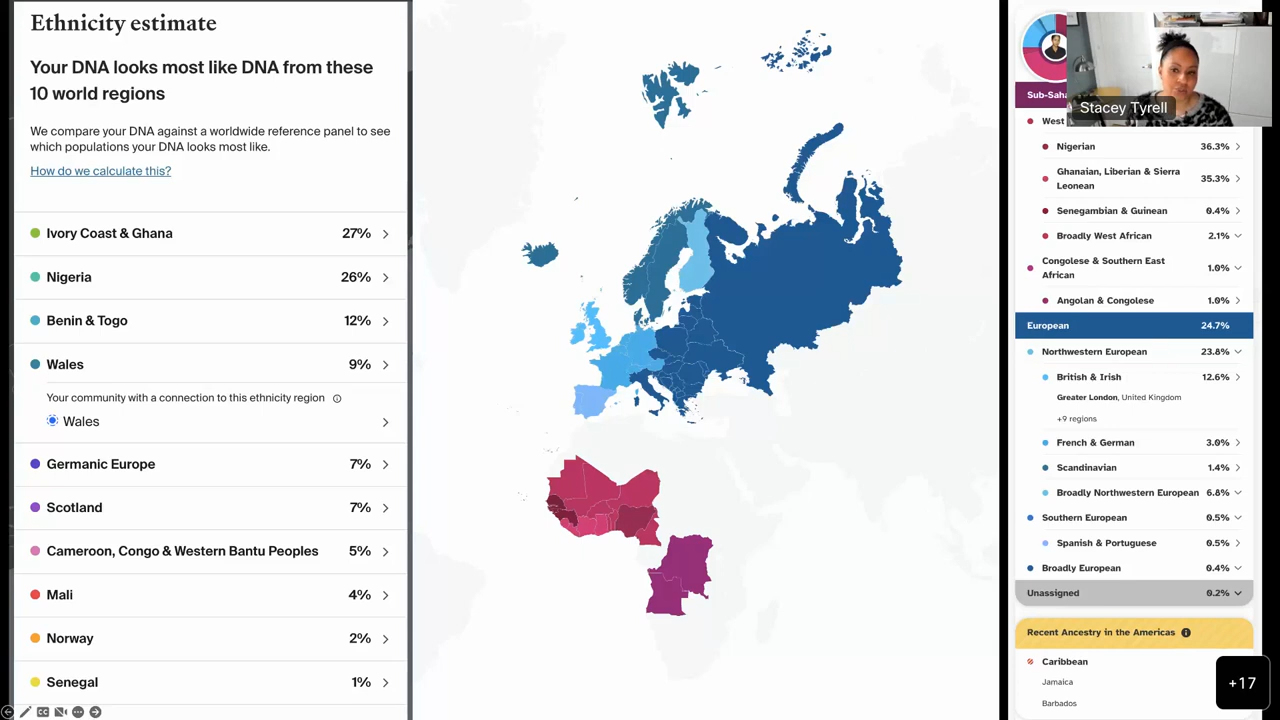 Ethnicity estimate
Your DNA looks most like DNA from these
10 world regions
We compare your DNA against a worldwide reference panel to see
which populations your DNA looks most like.
How do we calculate this?
Ivory Coast & Ghana 27%
Nigeria 26%
Benin & Togo 12%
Wales 9%
Your community with a connection to this ethnicity region
Wales
Germanic Europe 7%
Scotland 7%
Cameroon, Congo & Western Bantu Peoples 5%
Mali 4%
Norway 2%
Senegal 1%
Stacey Tyrell
Sub-Saha
West
Nigerian 36.3%
Ghanaian, Liberian & Sierra
Leonean 35.3%
Senegambian & Guinean 0.4%
Broadly West African 2.1%
Congolese & Southern East
African 1.0%
Angolan & Congolese 1.0%
European 24.7%
Northwestern European 23.8%
British & Irish 12.6%
Greater London, United Kingdom
+9 regions
French & German 3.0%
Scandinavian 1.4%
Broadly Northwestern European 6.8%
Southern European 0.5%
Spanish & Portuguese 0.5%
Broadly European 0.4%
Unassigned 0.2%
Recent Ancestry in the Americas
Caribbean
Jamaica
Barbados
+17